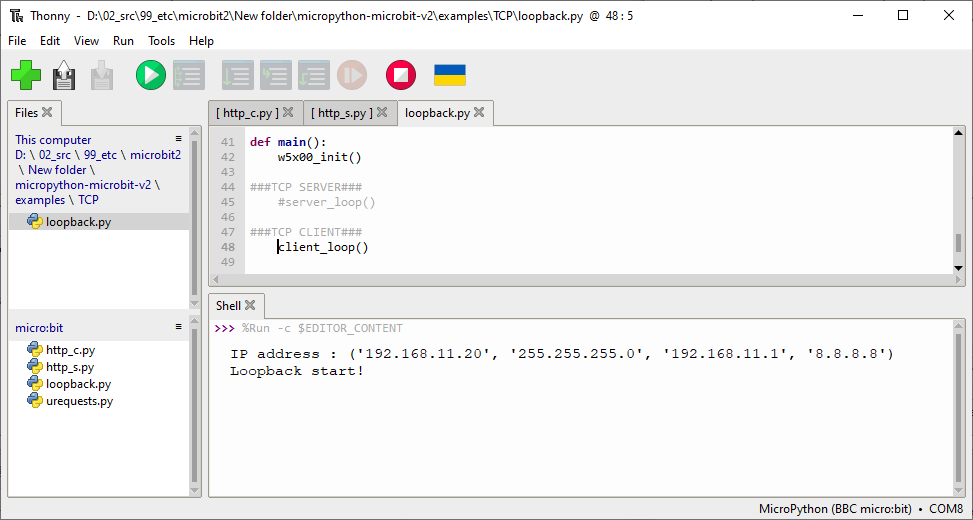 Thonny - D:\02_src\99_etc\microbit2\New folder\micropython-microbit-v2\examples\TCP\loopback.py @ 48 : 5
File Edit View Run Tools Help
Files
This computer
D: \ 02_src \ 99_etc \ microbit2
\ New folder \
micropython-microbit-v2 \
examples \ TCP
loopback.py
micro:bit
http_c.py
http_s.py
loopback.py
urequests.py
[ http_c.py ] [ http_s.py ] loopback.py
41 def main():
42 w5x00_init()
43
44 ###TCP SERVER###
45 #server_loop()
46
47 ###TCP CLIENT###
48 client_loop()
49
Shell
>>> %Run -c $EDITOR_CONTENT
IP address : ('192.168.11.20', '255.255.255.0', '192.168.11.1', '8.8.8.8')
Loopback start!
MicroPython (BBC micro:bit) • COM8